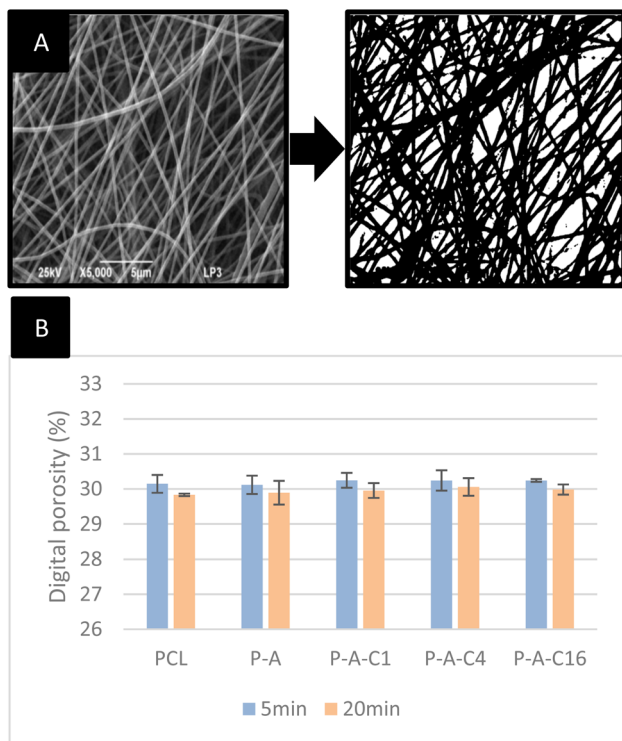 A
25kV X5,000 5μm LP3
B
Digital porosity (%)
33
32
31
30
29
28
27
26
PCL P-A P-A-C1 P-A-C4 P-A-C16
5min 20min